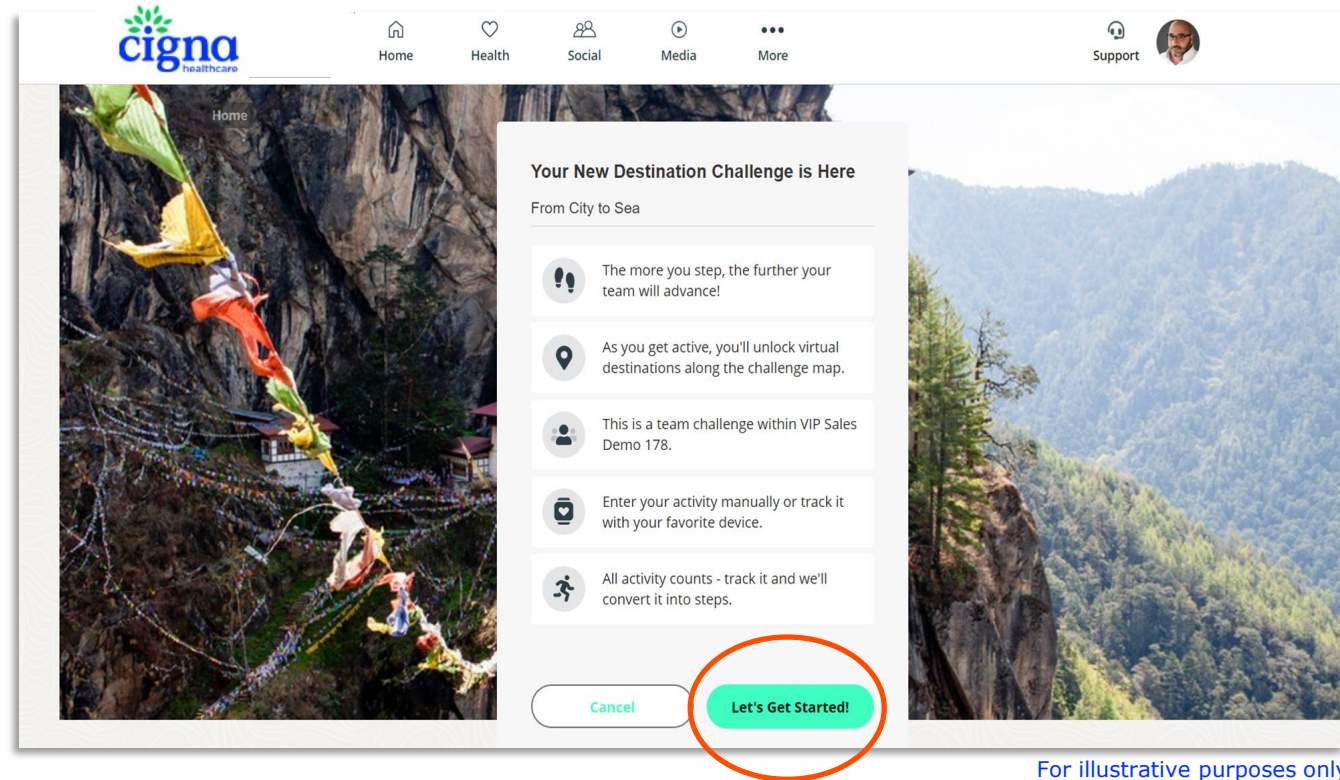 cigna
healthcare
Home
Health
Social
Media
More
Support
Home
Your New Destination Challenge is Here
From City to Sea
The more you step, the further your
team will advance!
As you get active, you'll unlock virtual
destinations along the challenge map.
This is a team challenge within VIP Sales
Demo 178.
Enter your activity manually or track it
with your favorite device.
All activity counts - track it and we'll
convert it into steps.
Cancel
Let's Get Started!
For illustrative purposes only